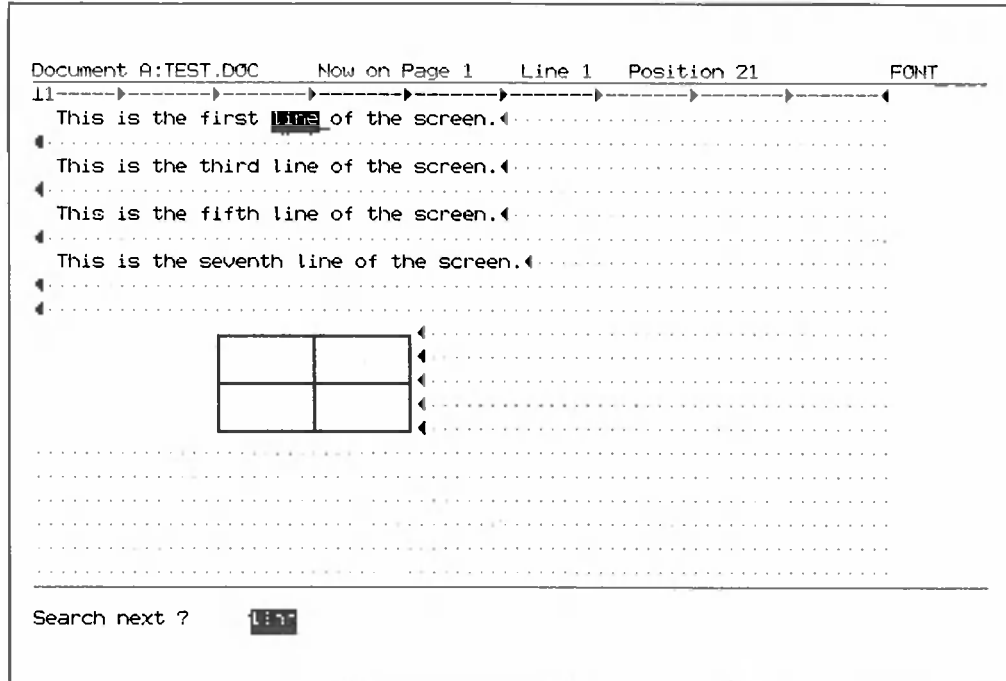 Document A:TEST.DOC Now on Page 1 Line 1 Position 21 FONT
11
This is the first line of the screen.
This is the third line of the screen.
This is the fifth line of the screen.
This is the seventh line of the screen.
Search next ? line